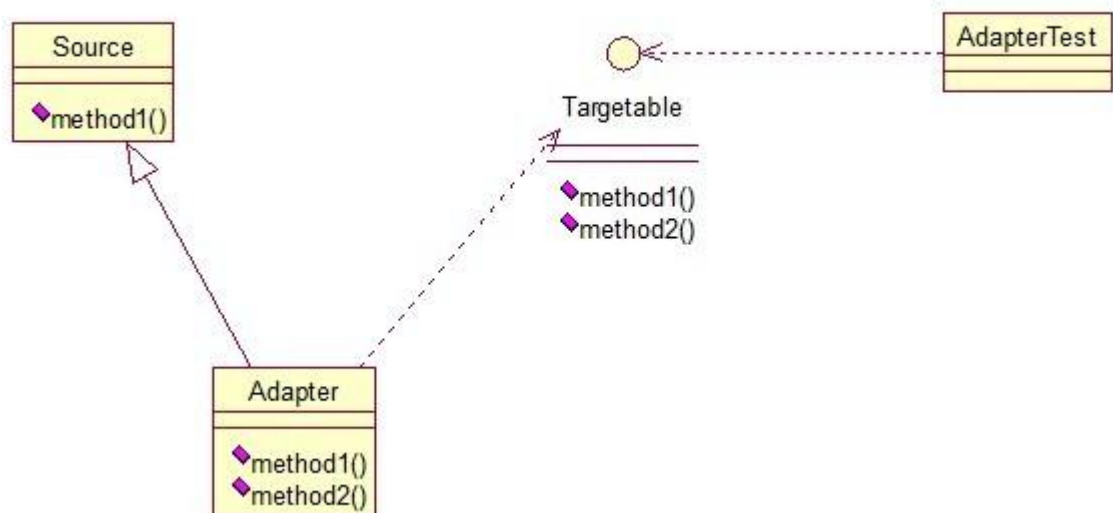 Source
method1()
Targetable
method1()
method2()
AdapterTest
Adapter
method1()
method2()